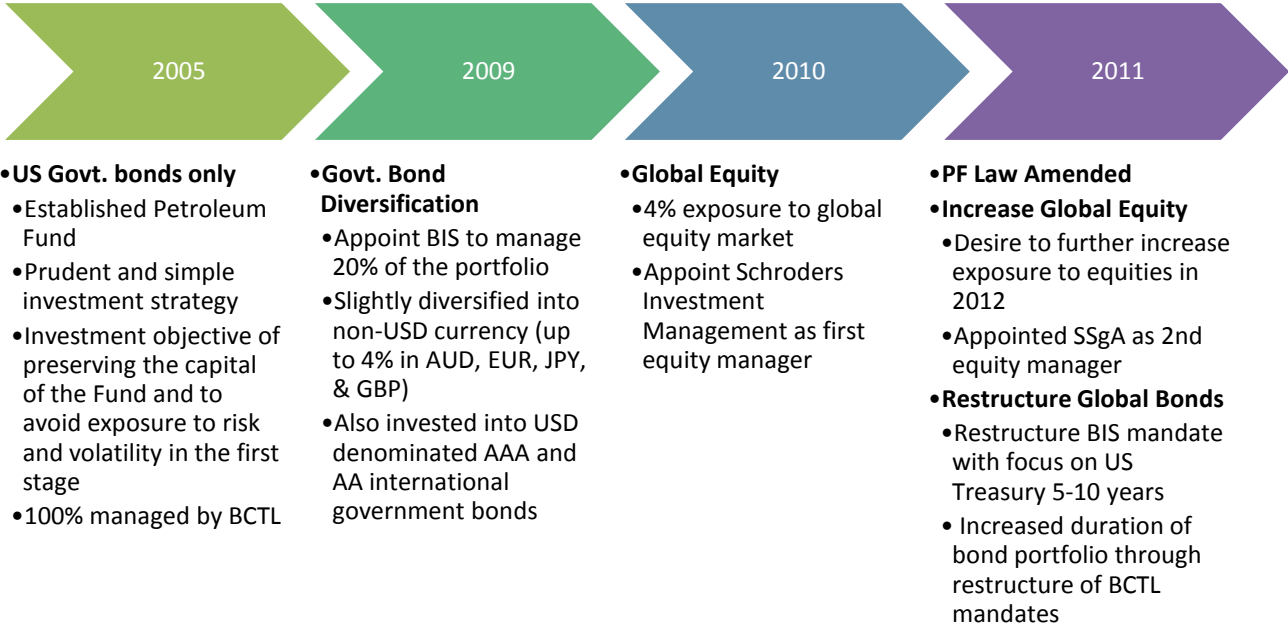 2005
•US Govt. bonds only
•Established Petroleum
Fund
•Prudent and simple
investment strategy
•Investment objective of
preserving the capital
of the Fund and to
avoid exposure to risk
and volatility in the first
stage
•100% managed by BCTL
2009
•Govt. Bond
Diversification
•Appoint BIS to manage
20% of the portfolio
•Slightly diversified into
non-USD currency (up
to 4% in AUD, EUR, JPY,
& GBP)
•Also invested into USD
denominated AAA and
AA international
government bonds
2010
•Global Equity
•4% exposure to global
equity market
•Appoint Schroders
Investment
Management as first
equity manager
2011
•PF Law Amended
•Increase Global Equity
•Desire to further increase
exposure to equities in
2012
•Appointed SSgA as 2nd
equity manager
•Restructure Global Bonds
•Restructure BIS mandate
with focus on US
Treasury 5-10 years
• Increased duration of
bond portfolio through
restructure of BCTL
mandates